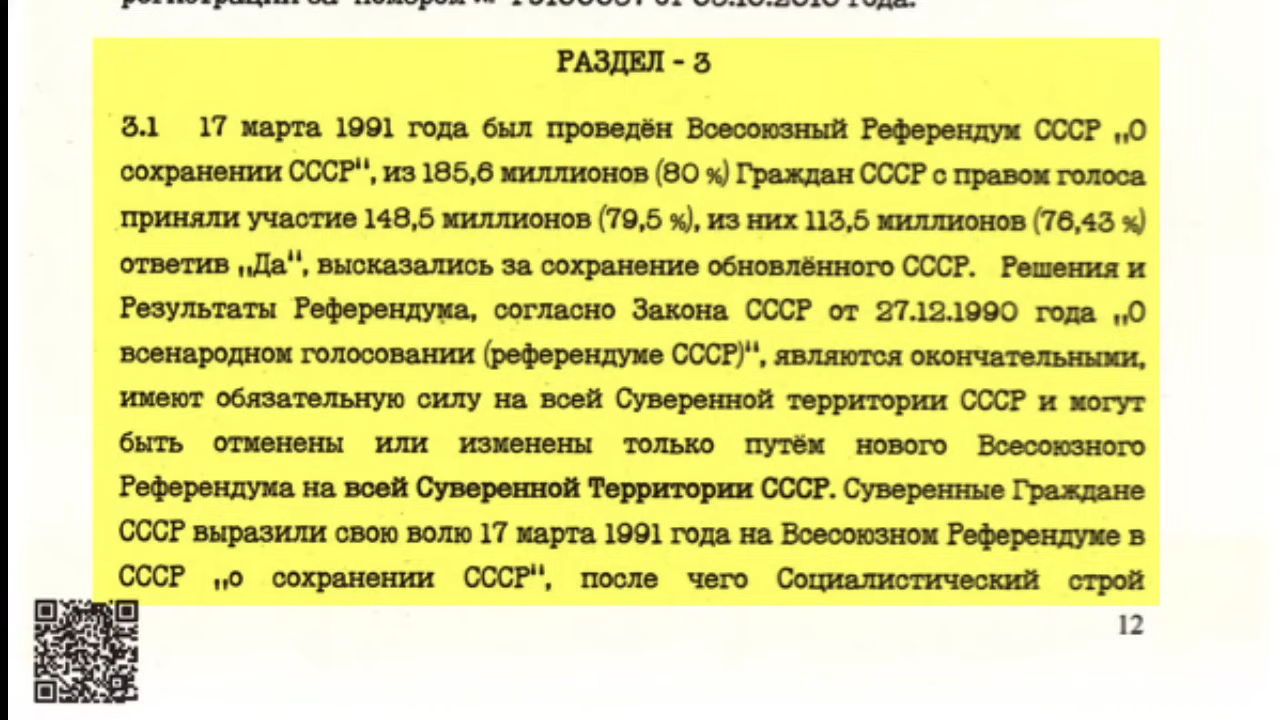 РАЗДЕЛ - 3
3.1 17 марта 1991 года был проведён Всесоюзный Референдум СССР „О
сохранении СССР“, из 185,6 миллионов (80 %) Граждан СССР с правом голоса
приняли участие 148,5 миллионов (79,5 %), из них 113,5 миллионов (76,43 %)
ответив „Да“, высказались за сохранение обновлённого СССР. Решения и
Результаты Референдума, согласно Закона СССР от 27.12.1990 года „О
всенародном голосовании (референдуме СССР)“, являются окончательными,
имеют обязательную силу на всей Суверенной территории СССР и могут
быть отменены или изменены только путём нового Всесоюзного
Референдума на всей Суверенной Территории СССР. Суверенные Граждане
СССР выразили свою волю 17 марта 1991 года на Всесоюзном Референдуме в
СССР „о сохранении СССР“, после чего Социалистический строй
12